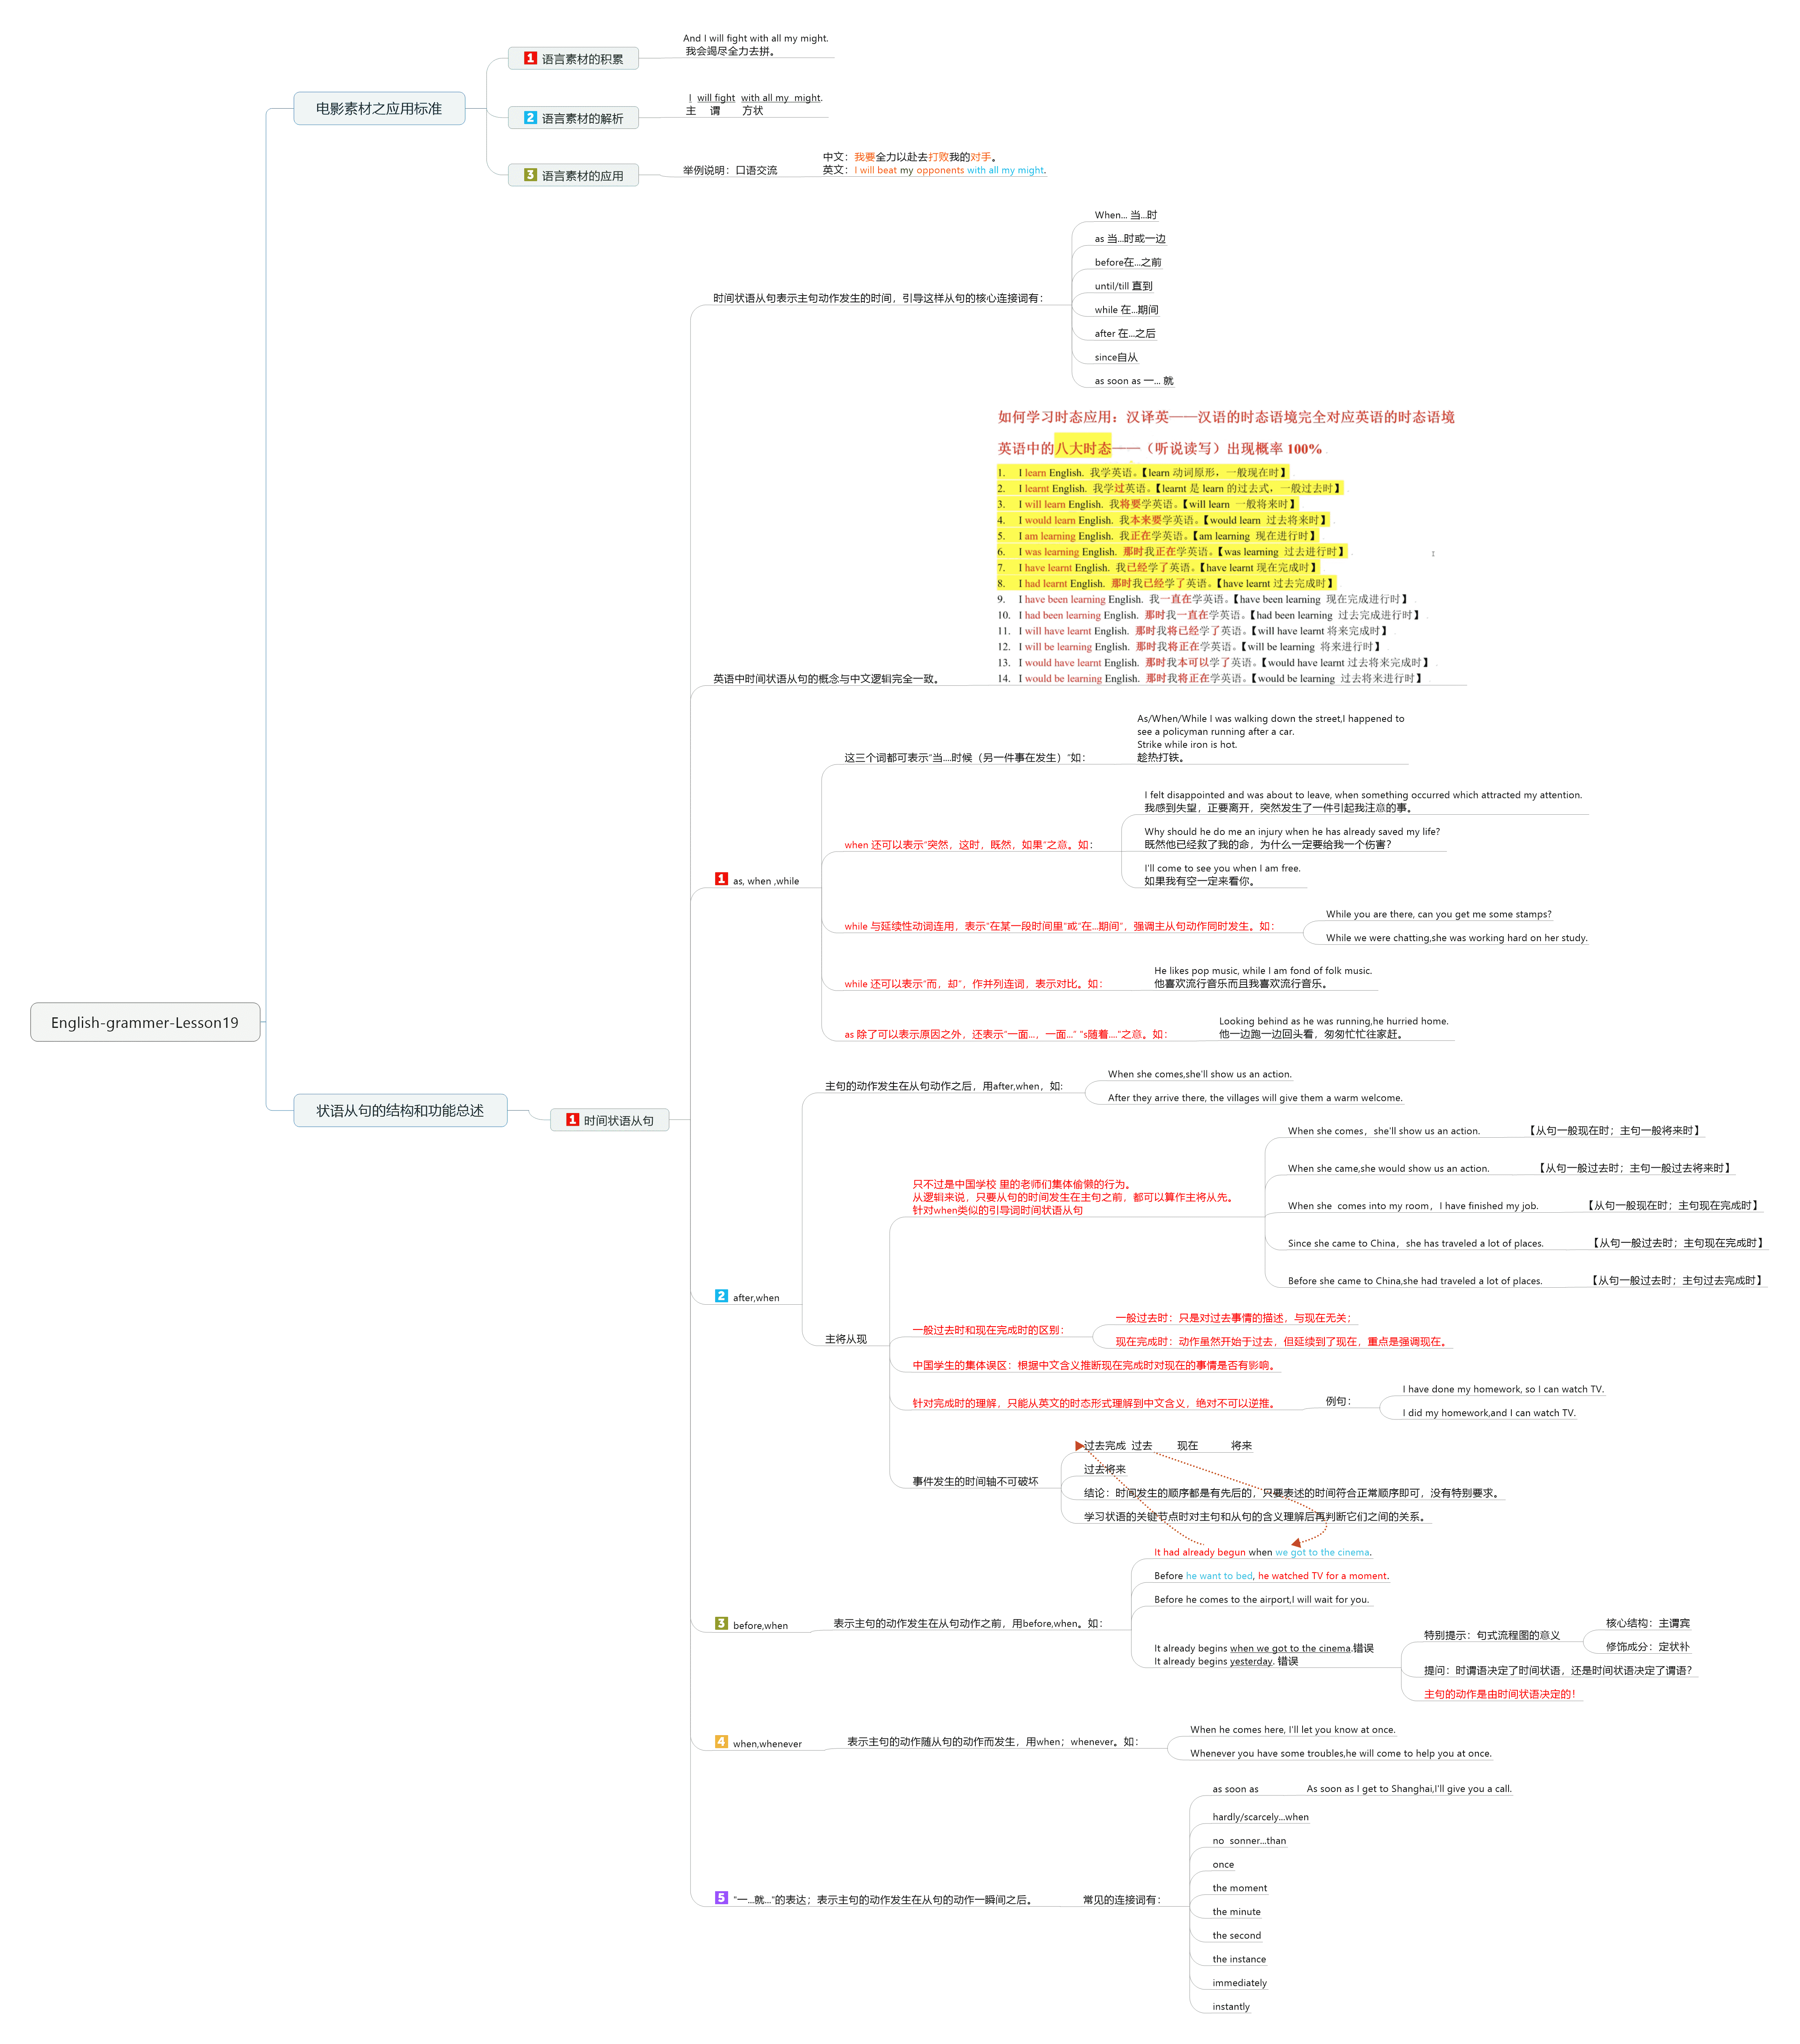 English-grammer-Lesson19
电影素材之应用标准
1 语言素材的积累
And I will fight with all my might.
我会竭尽全力去拼。
2 语言素材的解析
I will fight with all my might.
主 谓 方状
3 语言素材的应用
举例说明：口语交流
中文：我要全力以赴去打败我的对手。
英文：I will beat my opponents with all my might.
状语从句的结构和功能总述
1 时间状语从句
时间状语从句表示主句动作发生的时间，引导这样从句的核心连接词有：
When... 当...时
as 当...时或一边
before在...之前
until/till 直到
while 在...期间
after 在...之后
since自从
as soon as 一... 就
英语中时间状语从句的概念与中文逻辑完全一致。
如何学习时态应用：汉译英——汉语的时态语境完全对应英语的时态语境
英语中的八大时态——（听说读写）出现概率 100%
1. I learn English. 我学英语。【learn 动词原形，一般现在时】
2. I learnt English. 我学过英语。【learnt 是 learn 的过去式，一般过去时】
3. I will learn English. 我将要学英语。【will learn 一般将来时】
4. I would learn English. 我本来要学英语。【would learn 过去将来时】
5. I am learning English. 我正在学英语。【am learning 现在进行时】
6. I was learning English. 那时我正在学英语。【was learning 过去进行时】
7. I have learnt English. 我已经学了英语。【have learnt 现在完成时】
8. I had learnt English. 那时我已经学了英语。【have learnt 过去完成时】
9. I have been learning English. 我一直在学英语。【have been learning 现在完成进行时】
10. I had been learning English. 那时我一直在学英语。【had been learning 过去完成进行时】
11. I will have learnt English. 那时我将已经学了英语。【will have learnt 将来完成时】
12. I will be learning English. 那时我将正在学英语。【will be learning 将来进行时】
13. I would have learnt English. 那时我本可以学了英语。【would have learnt 过去将来完成时】
14. I would be learning English. 那时我将正在学英语。【would be learning 过去将来进行时】
1 as, when ,while
这三个词都可表示“当....时候（另一件事在发生）”如：
As/When/While I was walking down the street,I happened to
see a policyman running after a car.
Strike while iron is hot.
趁热打铁。
when 还可以表示“突然，这时，既然，如果”之意。如：
I felt disappointed and was about to leave, when something occurred which attracted my attention.
我感到失望，正要离开，突然发生了一件引起我注意的事。
Why should he do me an injury when he has already saved my life?
既然他已经救了我的命，为什么一定要给我一个伤害？
I'll come to see you when I am free.
如果我有空一定来看你。
while 与延续性动词连用，表示“在某一段时间里”或“在...期间”，强调主从句动作同时发生。如：
While you are there, can you get me some stamps?
While we were chatting,she was working hard on her study.
while 还可以表示“而，却”，作并列连词，表示对比。如：
He likes pop music, while I am fond of folk music.
他喜欢流行音乐而且我喜欢流行音乐。
as 除了可以表示原因之外，还表示“一面...，一面...” “s随着....”之意。如：
Looking behind as he was running,he hurried home.
他一边跑一边回头看，匆匆忙忙往家赶。
2 after,when
主句的动作发生在从句动作之后，用after,when，如:
When she comes,she'll show us an action.
After they arrive there, the villages will give them a warm welcome.
主将从现
只不过是中国学校 里的老师们集体偷懒的行为。
从逻辑来说，只要从句的时间发生在主句之前，都可以算作主将从先。
针对when类似的引导词时间状语从句
When she comes，she'll show us an action. 【从句一般现在时；主句一般将来时】
When she came,she would show us an action. 【从句一般过去时；主句一般过去将来时】
When she comes into my room，I have finished my job. 【从句一般现在时；主句现在完成时】
Since she came to China，she has traveled a lot of places. 【从句一般过去时；主句现在完成时】
Before she came to China,she had traveled a lot of places. 【从句一般过去时；主句过去完成时】
一般过去时和现在完成时的区别：
一般过去时：只是对过去事情的描述，与现在无关；
现在完成时：动作虽然开始于过去，但延续到了现在，重点是强调现在。
中国学生的集体误区：根据中文含义推断现在完成时对现在的事情是否有影响。
针对完成时的理解，只能从英文的时态形式理解到中文含义，绝对不可以逆推。
例句：
I have done my homework, so I can watch TV.
I did my homework,and I can watch TV.
事件发生的时间轴不可破坏
过去完成 过去 现在 将来
过去将来
结论：时间发生的顺序都是有先后的，只要表述的时间符合正常顺序即可，没有特别要求。
学习状语的关键节点时对主句和从句的含义理解后再判断它们之间的关系。
3 before,when
表示主句的动作发生在从句动作之前，用before,when。如：
It had already begun when we got to the cinema.
Before he want to bed, he watched TV for a moment.
Before he comes to the airport,I will wait for you.
It already begins when we got to the cinema.错误
It already begins yesterday. 错误
特别提示：句式流程图的意义
核心结构：主谓宾
修饰成分：定状补
提问：时谓语决定了时间状语，还是时间状语决定了谓语？
主句的动作是由时间状语决定的！
4 when,whenever
表示主句的动作随从句的动作而发生，用when；whenever。如：
When he comes here, I'll let you know at once.
Whenever you have some troubles,he will come to help you at once.
5 “一...就...”的表达；表示主句的动作发生在从句的动作一瞬间之后。
常见的连接词有：
as soon as As soon as I get to Shanghai,I'll give you a call.
hardly/scarcely...when
no sonner...than
once
the moment
the minute
the second
the instance
immediately
instantly